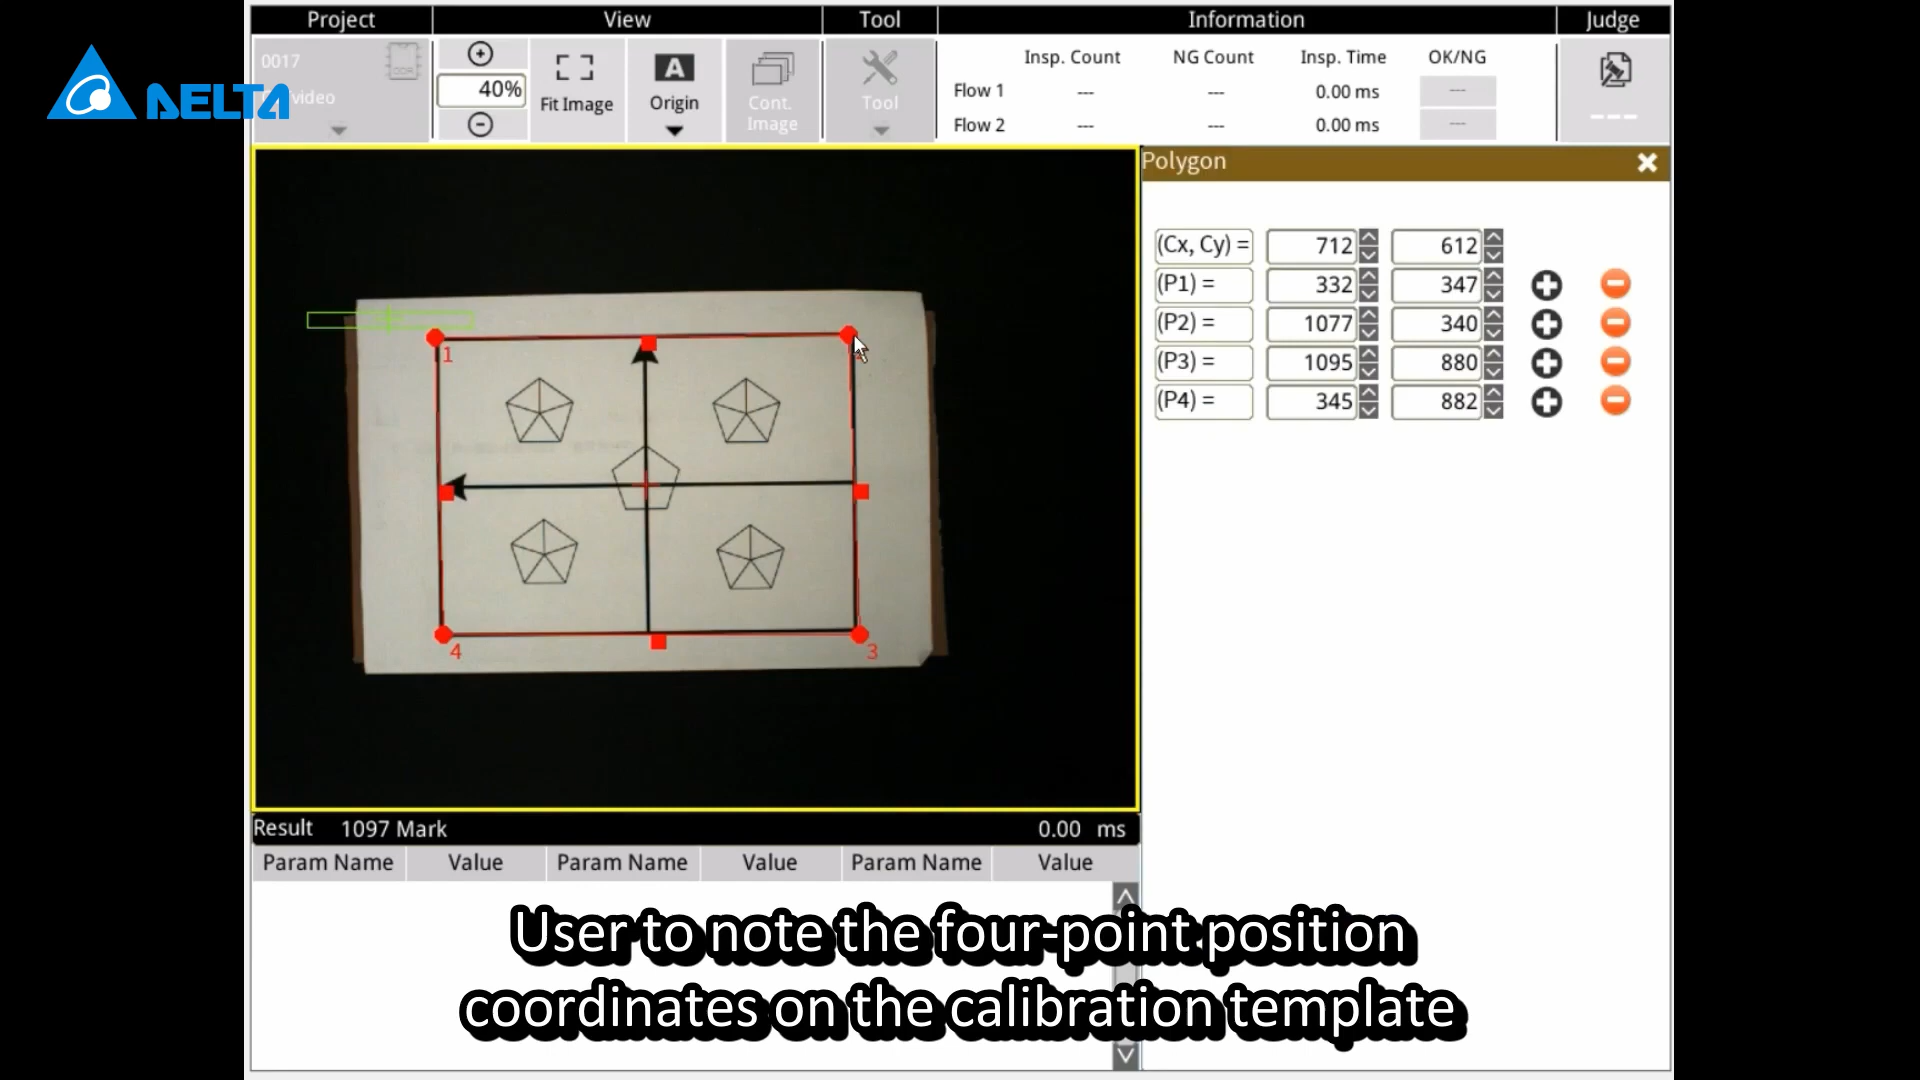 Project View Tool Information Judge
DELTA
0017
video
40%
Fit Image
A
Origin
Cont.
Image
Tool
Insp. Count NG Count Insp. Time OK/NG
Flow 1 --- --- 0.00 ms ---
Flow 2 --- --- 0.00 ms ---
---
Polygon
(Cx, Cy) = 712 612
(P1) = 332 347
(P2) = 1077 340
(P3) = 1095 880
(P4) = 345 882
1
4
3
Result 1097 Mark 0.00 ms
Param Name Value Param Name Value Param Name Value
User to note the four-point position
coordinates on the calibration template